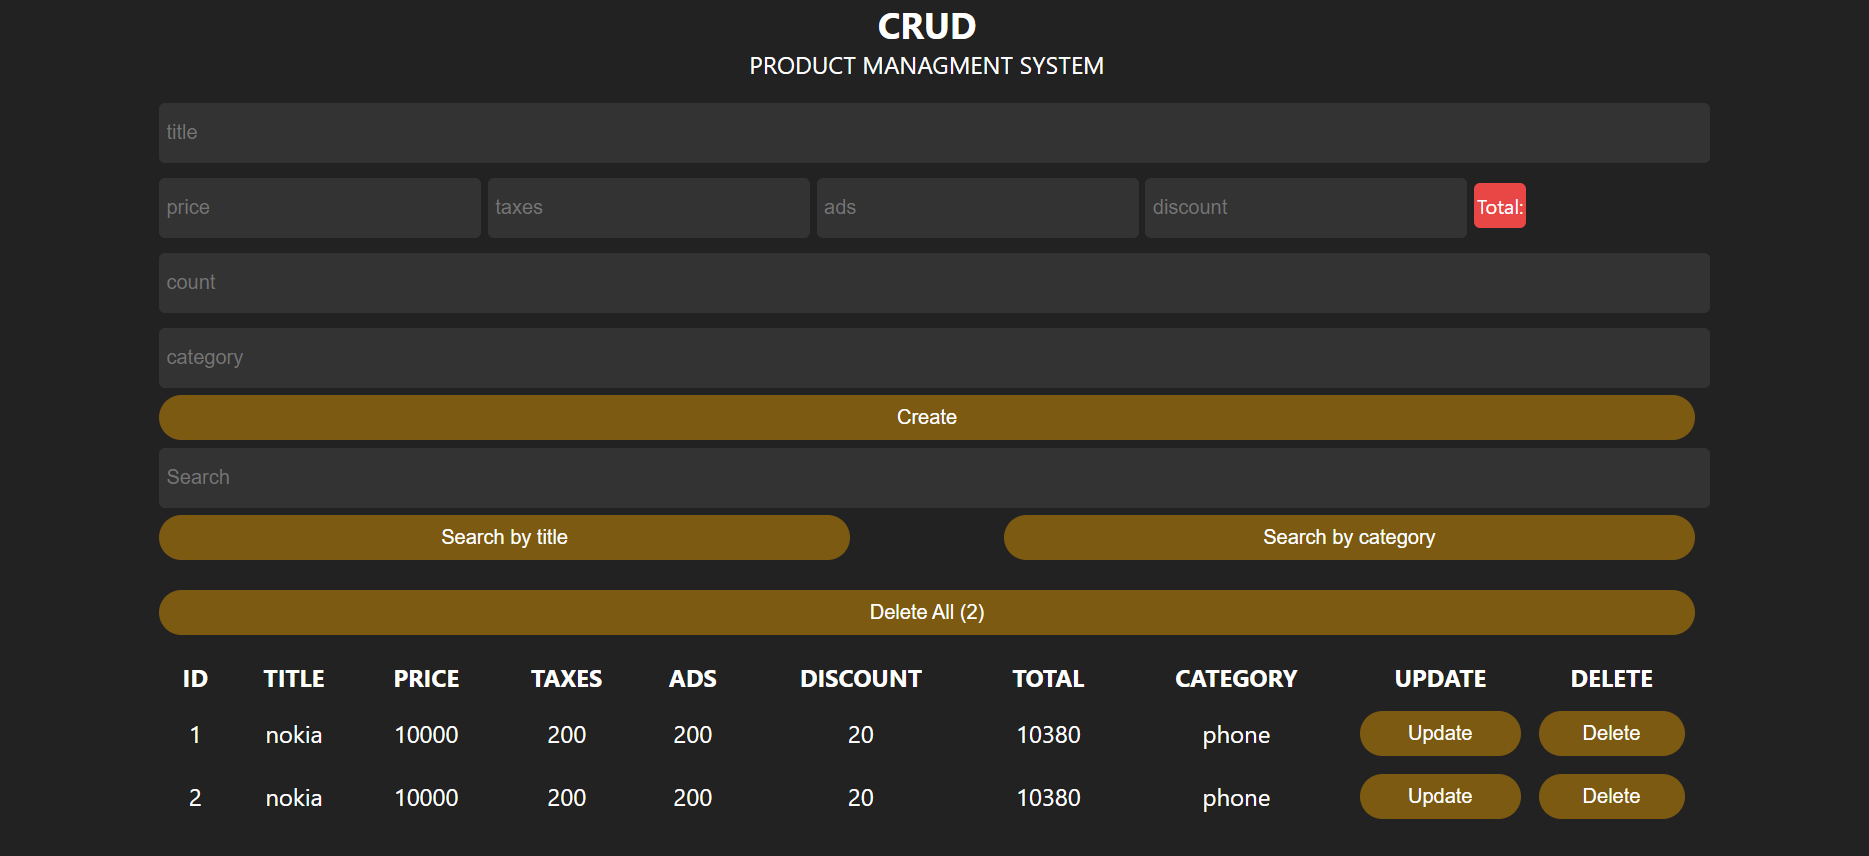 CRUD
PRODUCT MANAGMENT SYSTEM
title
price taxes ads discount Total:
count
category
Create
Search
Search by title Search by category
Delete All (2)
ID TITLE PRICE TAXES ADS DISCOUNT TOTAL CATEGORY UPDATE DELETE
1 nokia 10000 200 200 20 10380 phone Update Delete
2 nokia 10000 200 200 20 10380 phone Update Delete